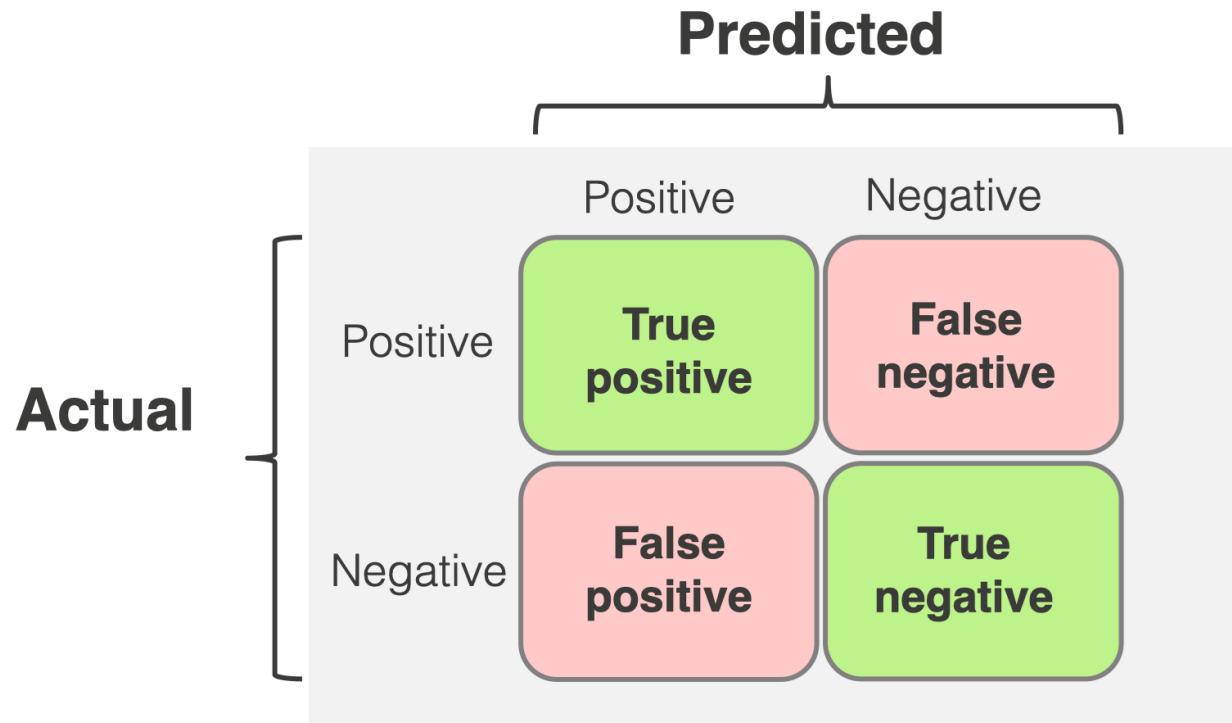 Predicted
Positive
Negative
Actual
Positive
True
positive
False
negative
Negative
False
positive
True
negative